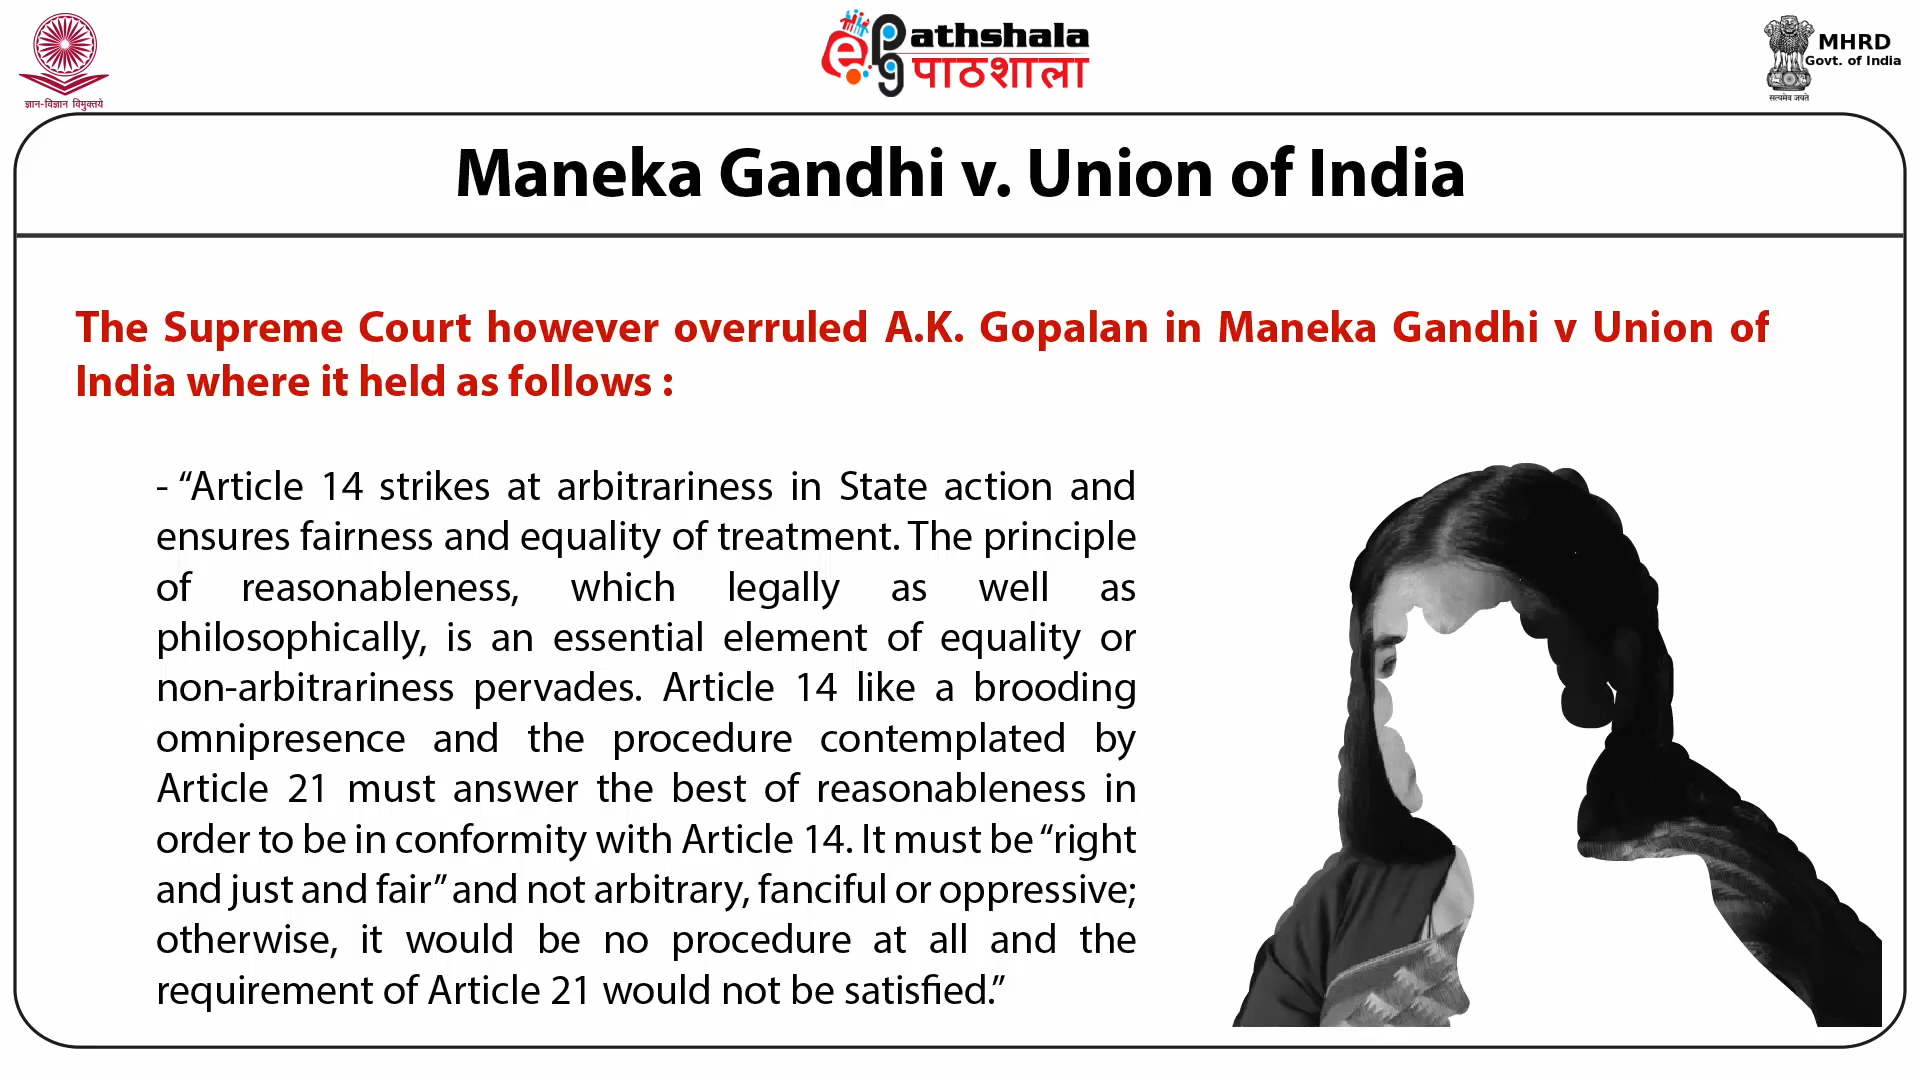 ज्ञान-विज्ञान विमुक्तये
ePathshala
पाठशाला
MHRD
Govt. of India
सत्यमेव जयते
Maneka Gandhi v. Union of India
The Supreme Court however overruled A.K. Gopalan in Maneka Gandhi v Union of
India where it held as follows :
- “Article 14 strikes at arbitrariness in State action and
ensures fairness and equality of treatment. The principle
of reasonableness, which legally as well as
philosophically, is an essential element of equality or
non-arbitrariness pervades. Article 14 like a brooding
omnipresence and the procedure contemplated by
Article 21 must answer the best of reasonableness in
order to be in conformity with Article 14. It must be “right
and just and fair” and not arbitrary, fanciful or oppressive;
otherwise, it would be no procedure at all and the
requirement of Article 21 would not be satisfied.”